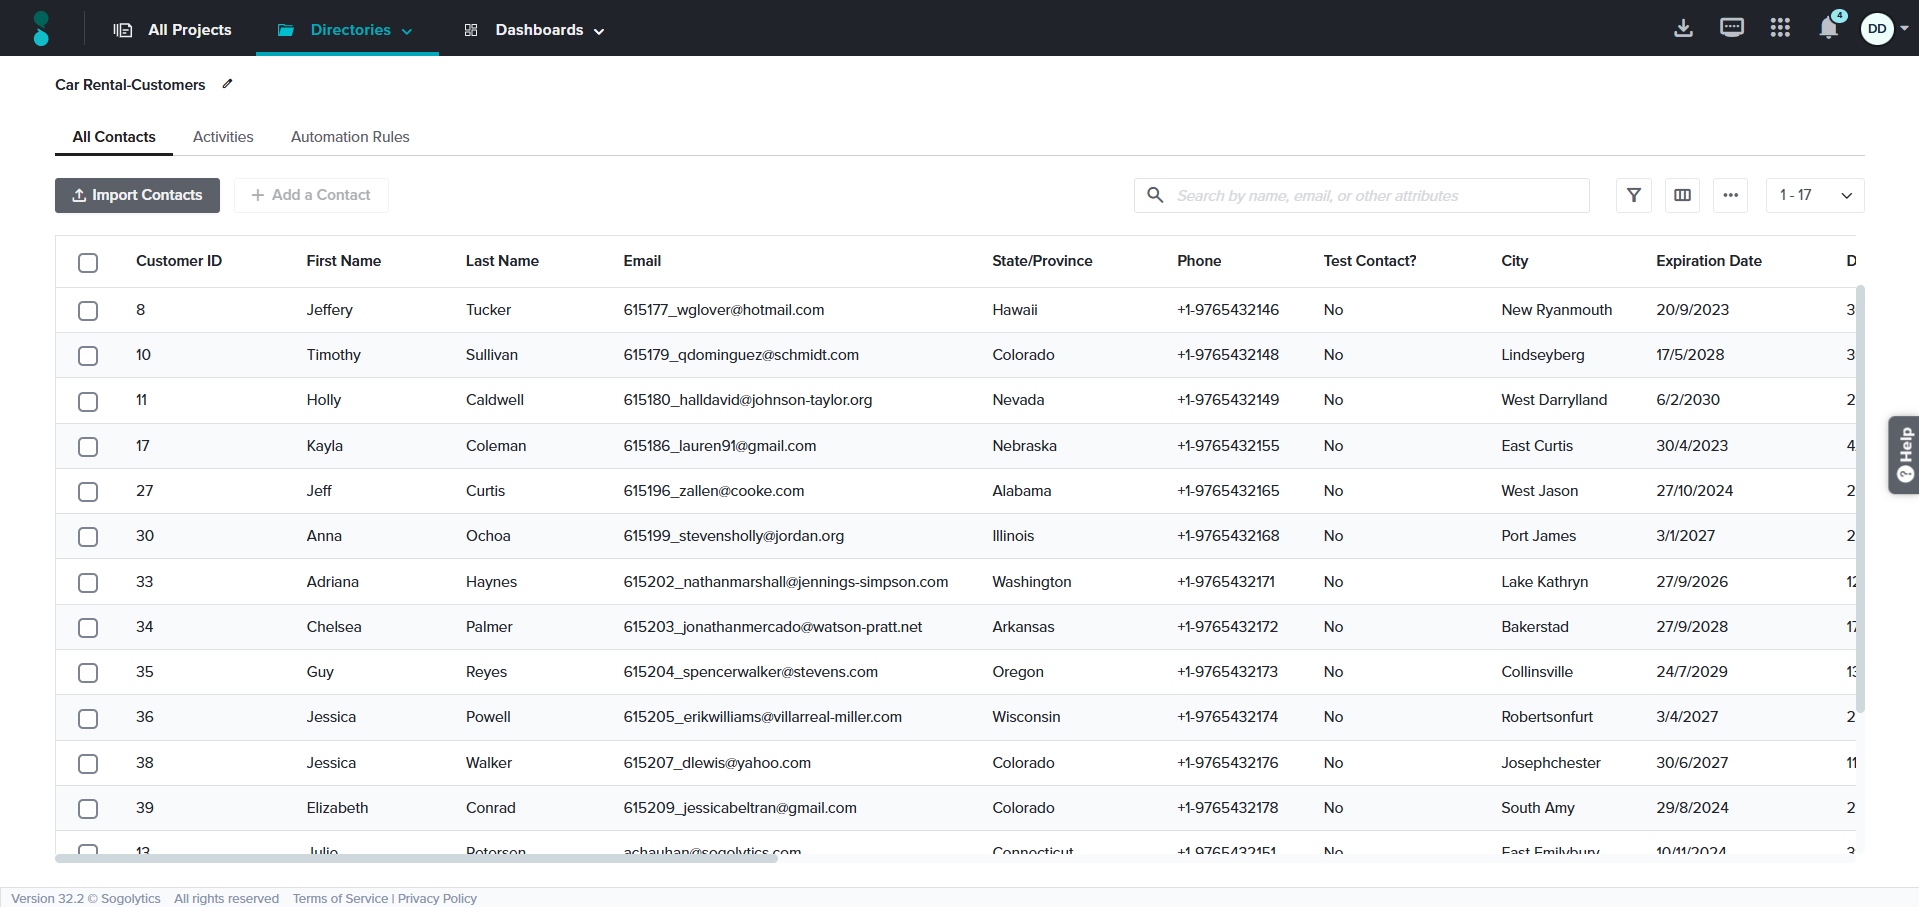 All Projects Directories Dashboards 4 DD
Car Rental-Customers
All Contacts Activities Automation Rules
Import Contacts + Add a Contact Search by name, email, or other attributes 1 - 17
Customer ID First Name Last Name Email State/Province Phone Test Contact? City Expiration Date D
8 Jeffery Tucker 615177_wglover@hotmail.com Hawaii +1-9765432146 No New Ryanmouth 20/9/2023 3
10 Timothy Sullivan 615179_qdominguez@schmidt.com Colorado +1-9765432148 No Lindseyberg 17/5/2028 3
11 Holly Caldwell 615180_halldavid@johnson-taylor.org Nevada +1-9765432149 No West Darrylland 6/2/2030 2
17 Kayla Coleman 615186_lauren91@gmail.com Nebraska +1-9765432155 No East Curtis 30/4/2023 4
27 Jeff Curtis 615196_zallen@cooke.com Alabama +1-9765432165 No West Jason 27/10/2024 2
30 Anna Ochoa 615199_stevensholly@jordan.org Illinois +1-9765432168 No Port James 3/1/2027 2
33 Adriana Haynes 615202_nathanmarshall@jennings-simpson.com Washington +1-9765432171 No Lake Kathryn 27/9/2026 12
34 Chelsea Palmer 615203_jonathanmercado@watson-pratt.net Arkansas +1-9765432172 No Bakerstad 27/9/2028 17
35 Guy Reyes 615204_spencerwalker@stevens.com Oregon +1-9765432173 No Collinsville 24/7/2029 13
36 Jessica Powell 615205_erikwilliams@villarreal-miller.com Wisconsin +1-9765432174 No Robertsonfurt 3/4/2027 2
38 Jessica Walker 615207_dlewis@yahoo.com Colorado +1-9765432176 No Josephchester 30/6/2027 11
39 Elizabeth Conrad 615209_jessicabeltran@gmail.com Colorado +1-9765432178 No South Amy 29/8/2024 2
13 Julie Peterson achauhan@sogolytics.com Connecticut +1-9765432151 No East Emilybury 10/11/2024 3
Help
Version 32.2 © Sogolytics All rights reserved Terms of Service | Privacy Policy